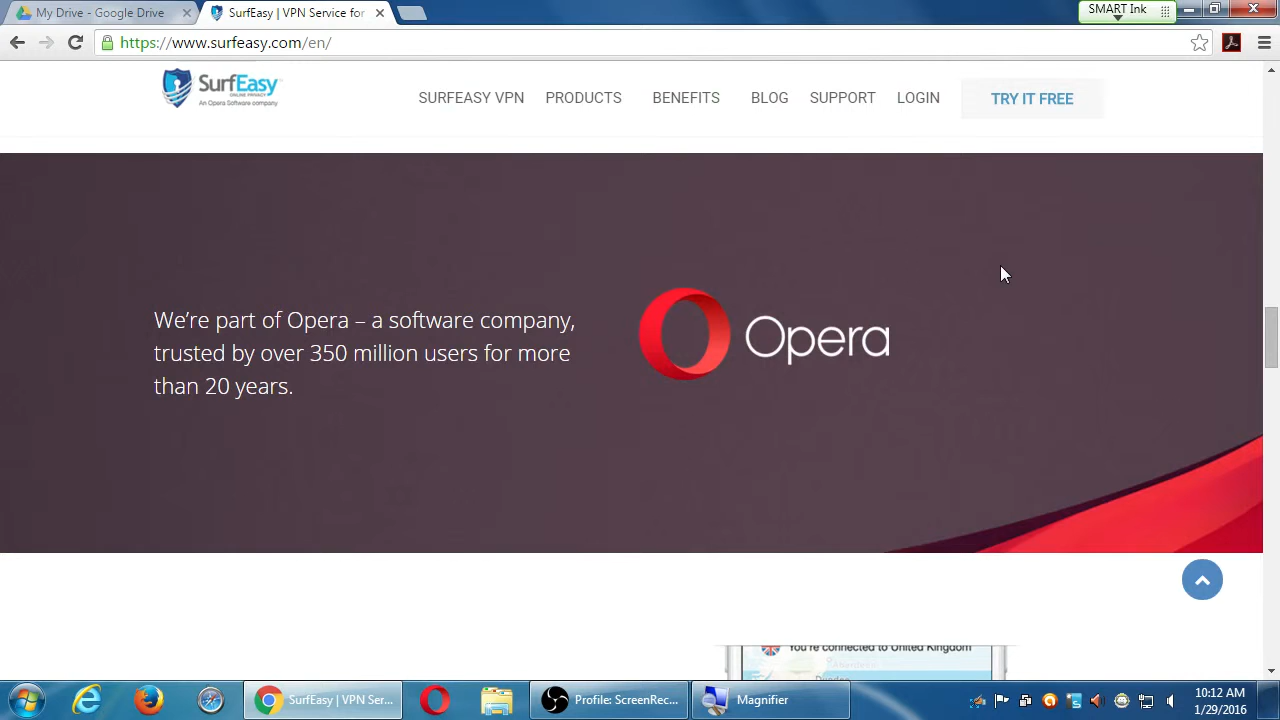 My Drive - Google Drive
SurfEasy | VPN Service for
SMART Ink
https://www.surfeasy.com/en/
SurfEasy
ONLINE PRIVACY
An Opera Software company
SURFEASY VPN PRODUCTS BENEFITS BLOG SUPPORT LOGIN TRY IT FREE
We’re part of Opera – a software company,
trusted by over 350 million users for more
than 20 years.
Opera
You're connected to United Kingdom
Dundee
SurfEasy | VPN Ser...
Profile: ScreenRec...
Magnifier
10:12 AM
1/29/2016